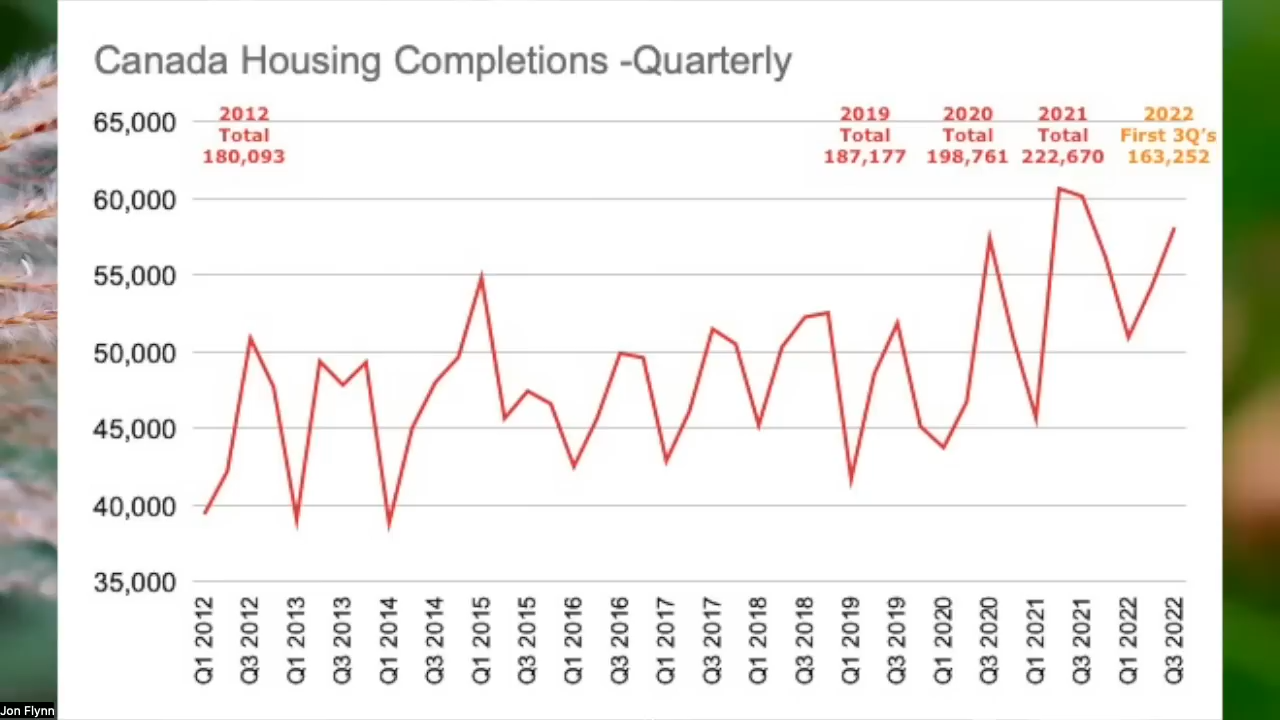 Canada Housing Completions -Quarterly
65,000
60,000
55,000
50,000
45,000
40,000
35,000
2012
Total
180,093
2019
Total
187,177
2020
Total
198,761
2021
Total
222,670
2022
First 3Q's
163,252
Q1 2012
Q3 2012
Q1 2013
Q3 2013
Q1 2014
Q3 2014
Q1 2015
Q3 2015
Q1 2016
Q3 2016
Q1 2017
Q3 2017
Q1 2018
Q3 2018
Q1 2019
Q3 2019
Q1 2020
Q3 2020
Q1 2021
Q3 2021
Q1 2022
Q3 2022
Jon Flynn